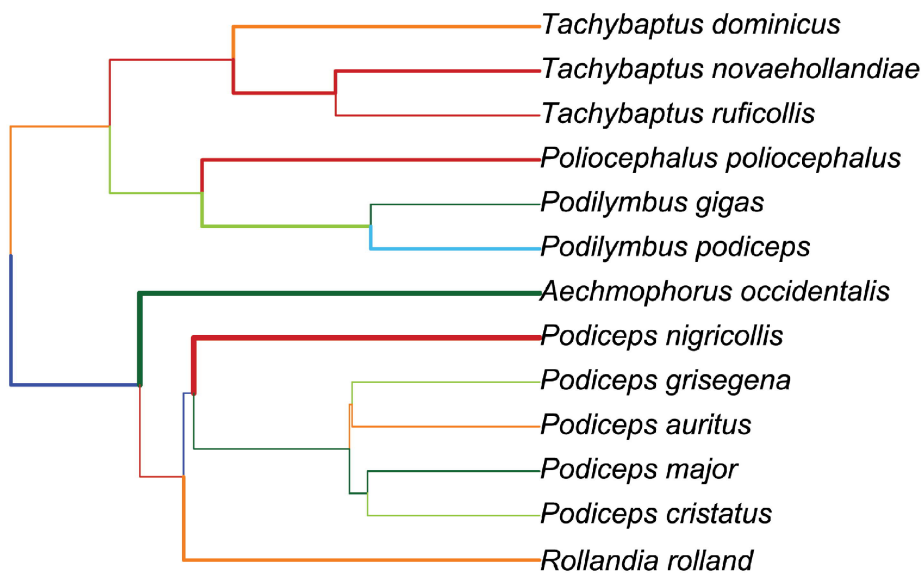 Tachybaptus dominicus
Tachybaptus novaehollandiae
Tachybaptus ruficollis
Poliocephalus poliocephalus
Podilymbus gigas
Podilymbus podiceps
Aechmophorus occidentalis
Podiceps nigricollis
Podiceps grisegena
Podiceps auritus
Podiceps major
Podiceps cristatus
Rollandia rolland